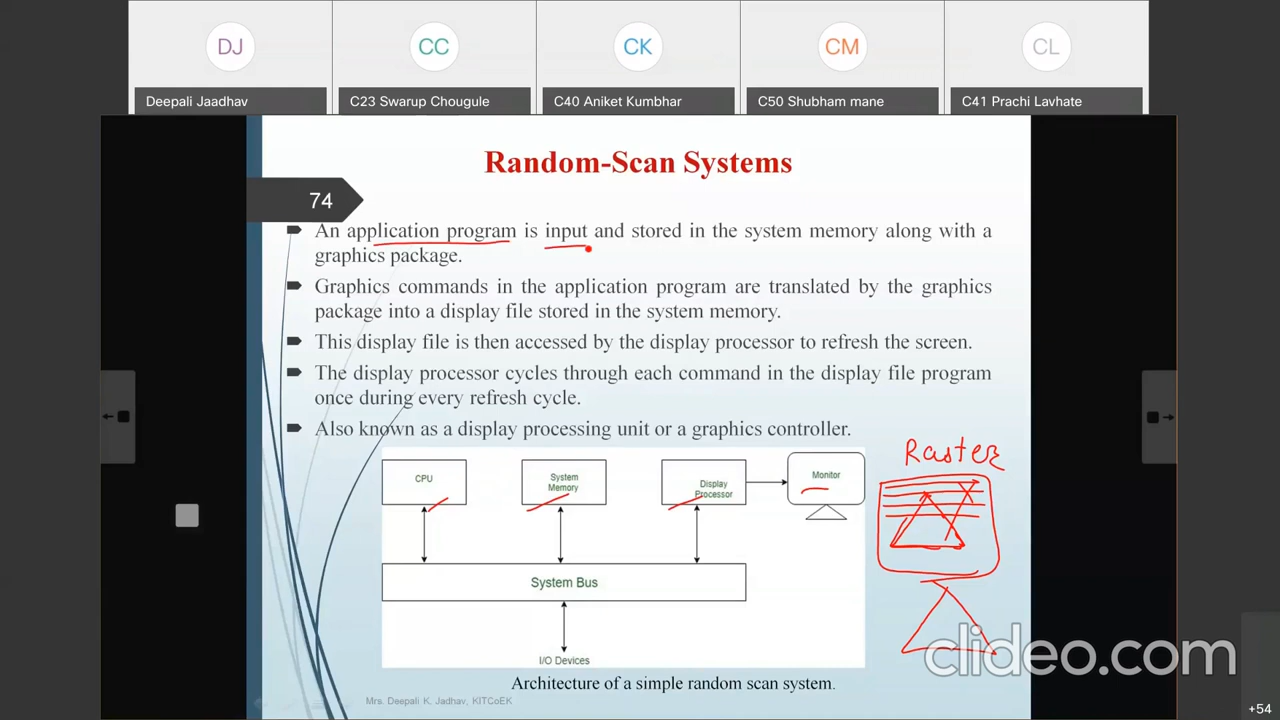 DJ
CC
CK
CM
CL
Deepali Jaadhav
C23 Swarup Chougule
C40 Aniket Kumbhar
C50 Shubham mane
C41 Prachi Lavhate
Random-Scan Systems
74
An application program is input and stored in the system memory along with a
graphics package.
Graphics commands in the application program are translated by the graphics
package into a display file stored in the system memory.
This display file is then accessed by the display processor to refresh the screen.
The display processor cycles through each command in the display file program
once during every refresh cycle.
Also known as a display processing unit or a graphics controller.
Raster
CPU
System
Memory
Display
Processor
Monitor
System Bus
I/O Devices
Architecture of a simple random scan system.
Mrs. Deepali K. Jadhav, KITCoEK
clideo.com
+54